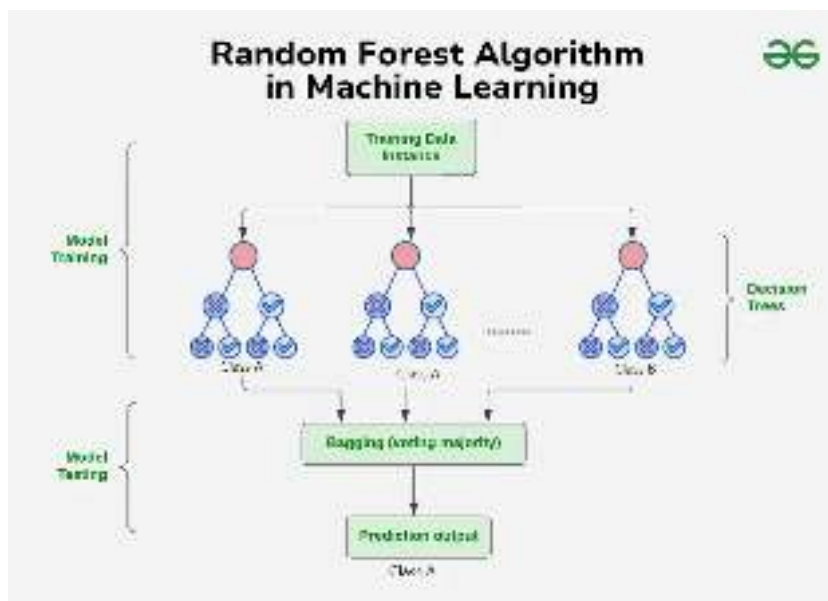 Random Forest Algorithm
in Machine Learning
Training Data
Instance
Model
Training
Decision
Trees
Class A
Class A
Class B
Bagging (voting majority)
Model
Testing
Prediction output
Class A